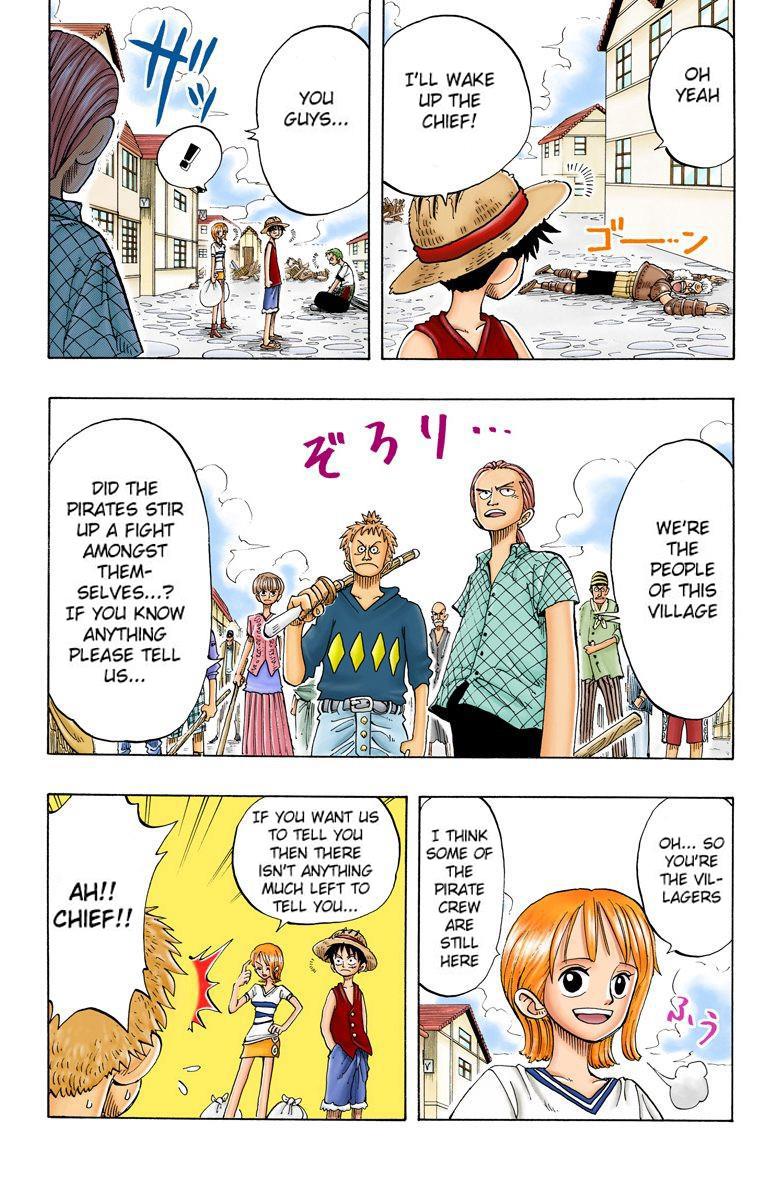 OH
YEAH
I'LL WAKE
UP THE
CHIEF!
ゴーーン
YOU
GUYS...
!
ザッ
WE'RE
THE
PEOPLE
OF THIS
VILLAGE
ぞろり…
DID THE
PIRATES STIR
UP A FIGHT
AMONGST
THEM-
SELVES...?
IF YOU KNOW
ANYTHING
PLEASE TELL
US...
OH... SO
YOU'RE
THE VIL-
LAGERS
I THINK
SOME OF
THE
PIRATE
CREW
ARE
STILL
HERE
ふぅ
IF YOU WANT US
TO TELL YOU
THEN THERE
ISN'T ANYTHING
MUCH LEFT TO
TELL YOU...
AH!!
CHIEF!!